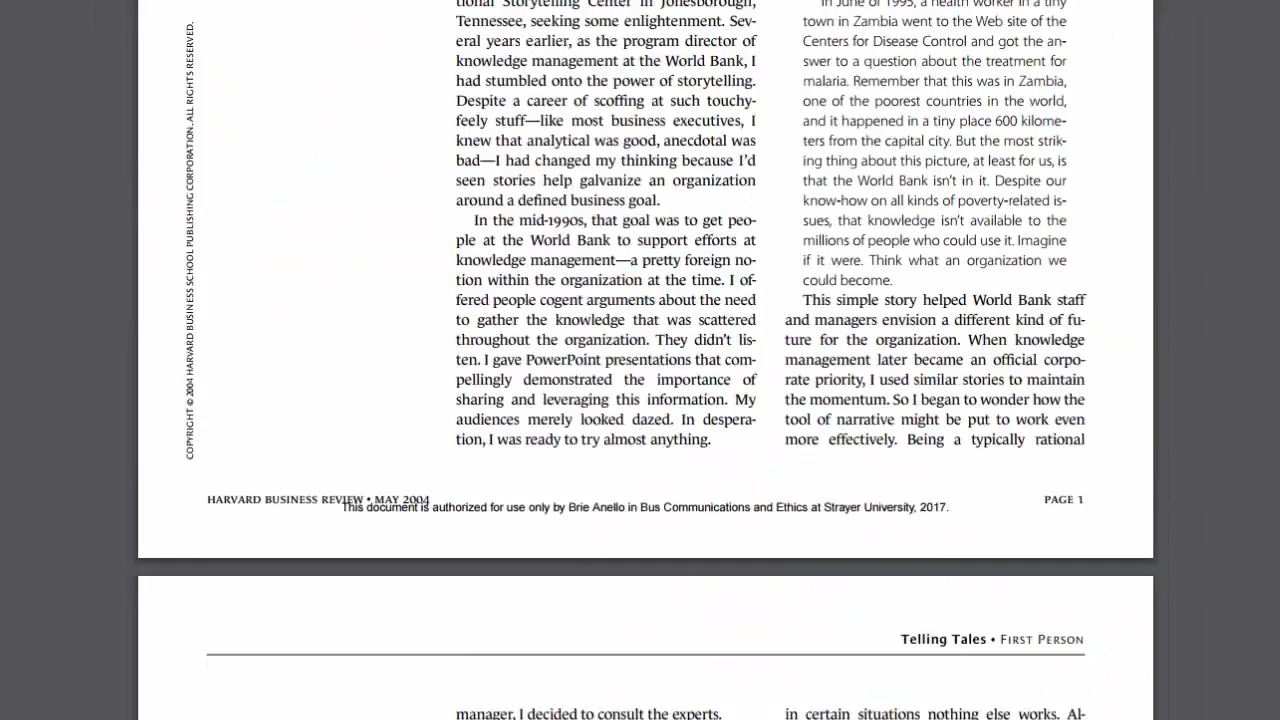 COPYRIGHT © 2004 HARVARD BUSINESS SCHOOL PUBLISHING CORPORATION. ALL RIGHTS RESERVED.
tional Storytelling Center in Jonesborough,
Tennessee, seeking some enlightenment. Sev-
eral years earlier, as the program director of
knowledge management at the World Bank, I
had stumbled onto the power of storytelling.
Despite a career of scoffing at such touchy-
feely stuff—like most business executives, I
knew that analytical was good, anecdotal was
bad—I had changed my thinking because I'd
seen stories help galvanize an organization
around a defined business goal.
In the mid-1990s, that goal was to get peo-
ple at the World Bank to support efforts at
knowledge management—a pretty foreign no-
tion within the organization at the time. I of-
fered people cogent arguments about the need
to gather the knowledge that was scattered
throughout the organization. They didn't lis-
ten. I gave PowerPoint presentations that com-
pellingly demonstrated the importance of
sharing and leveraging this information. My
audiences merely looked dazed. In despera-
tion, I was ready to try almost anything.
In June of 1995, a health worker in a tiny
town in Zambia went to the Web site of the
Centers for Disease Control and got the an-
swer to a question about the treatment for
malaria. Remember that this was in Zambia,
one of the poorest countries in the world,
and it happened in a tiny place 600 kilome-
ters from the capital city. But the most strik-
ing thing about this picture, at least for us, is
that the World Bank isn't in it. Despite our
know-how on all kinds of poverty-related is-
sues, that knowledge isn't available to the
millions of people who could use it. Imagine
if it were. Think what an organization we
could become.
This simple story helped World Bank staff
and managers envision a different kind of fu-
ture for the organization. When knowledge
management later became an official corpo-
rate priority, I used similar stories to maintain
the momentum. So I began to wonder how the
tool of narrative might be put to work even
more effectively. Being a typically rational
HARVARD BUSINESS REVIEW • MAY 2004
PAGE 1
This document is authorized for use only by Brie Anello in Bus Communications and Ethics at Strayer University, 2017.
Telling Tales • FIRST PERSON
manager, I decided to consult the experts.
in certain situations nothing else works. Al-